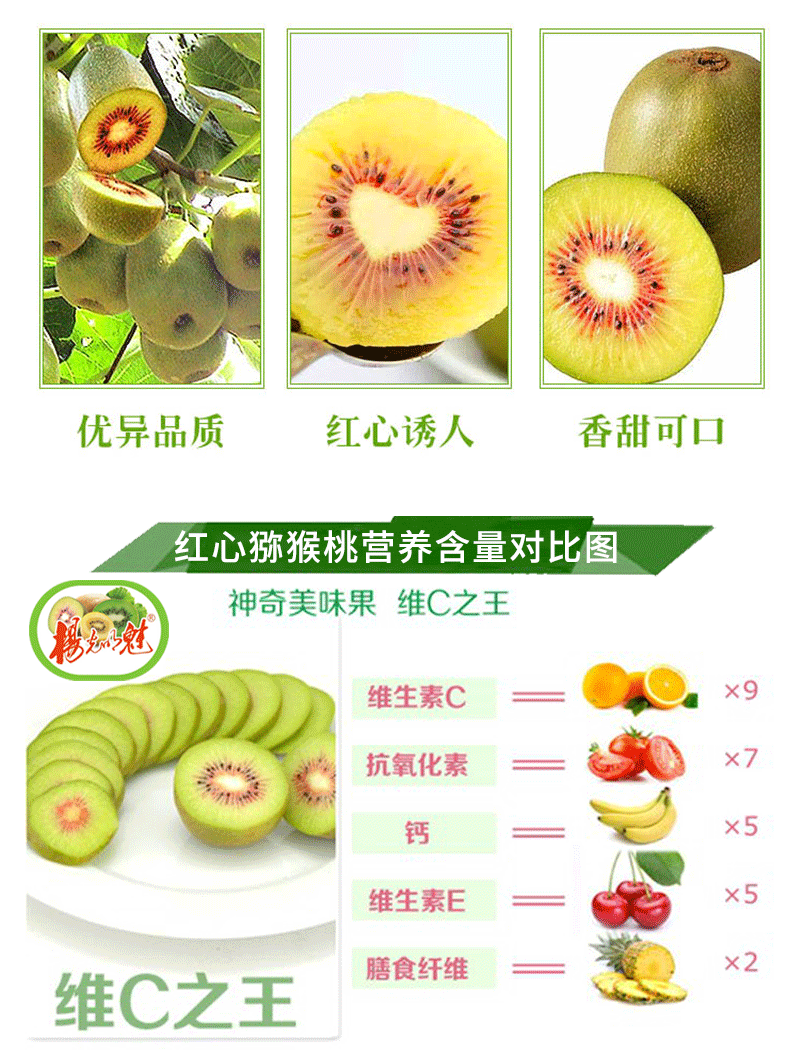 优异品质
红心诱人
香甜可口
红心猕猴桃营养含量对比图
神奇美味果 维C之王
维生素C
×9
抗氧化素
×7
钙
×5
维生素E
×5
膳食纤维
×2
维C之王